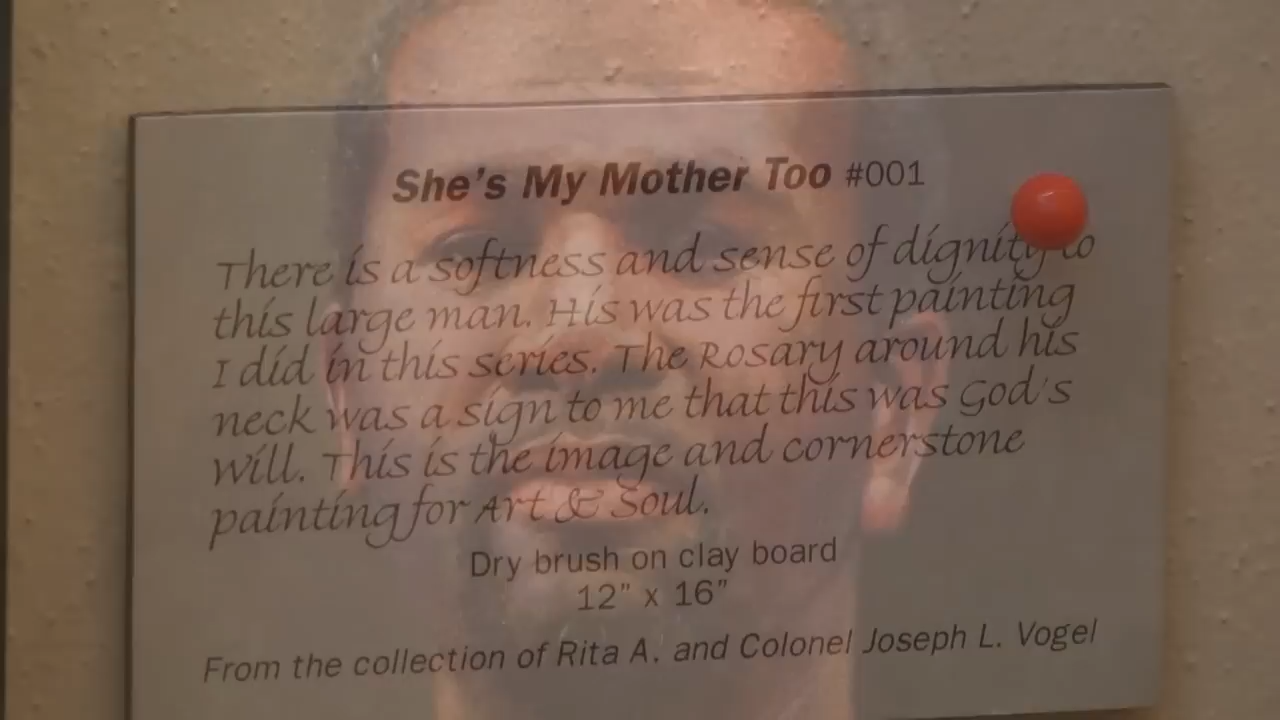 She's My Mother Too #001
There is a softness and sense of dignity to
this large man. His was the first painting
I did in this series. The Rosary around his
neck was a sign to me that this was God's
will. This is the image and cornerstone
painting for Art & Soul.
Dry brush on clay board
12" x 16"
From the collection of Rita A. and Colonel Joseph L. Vogel